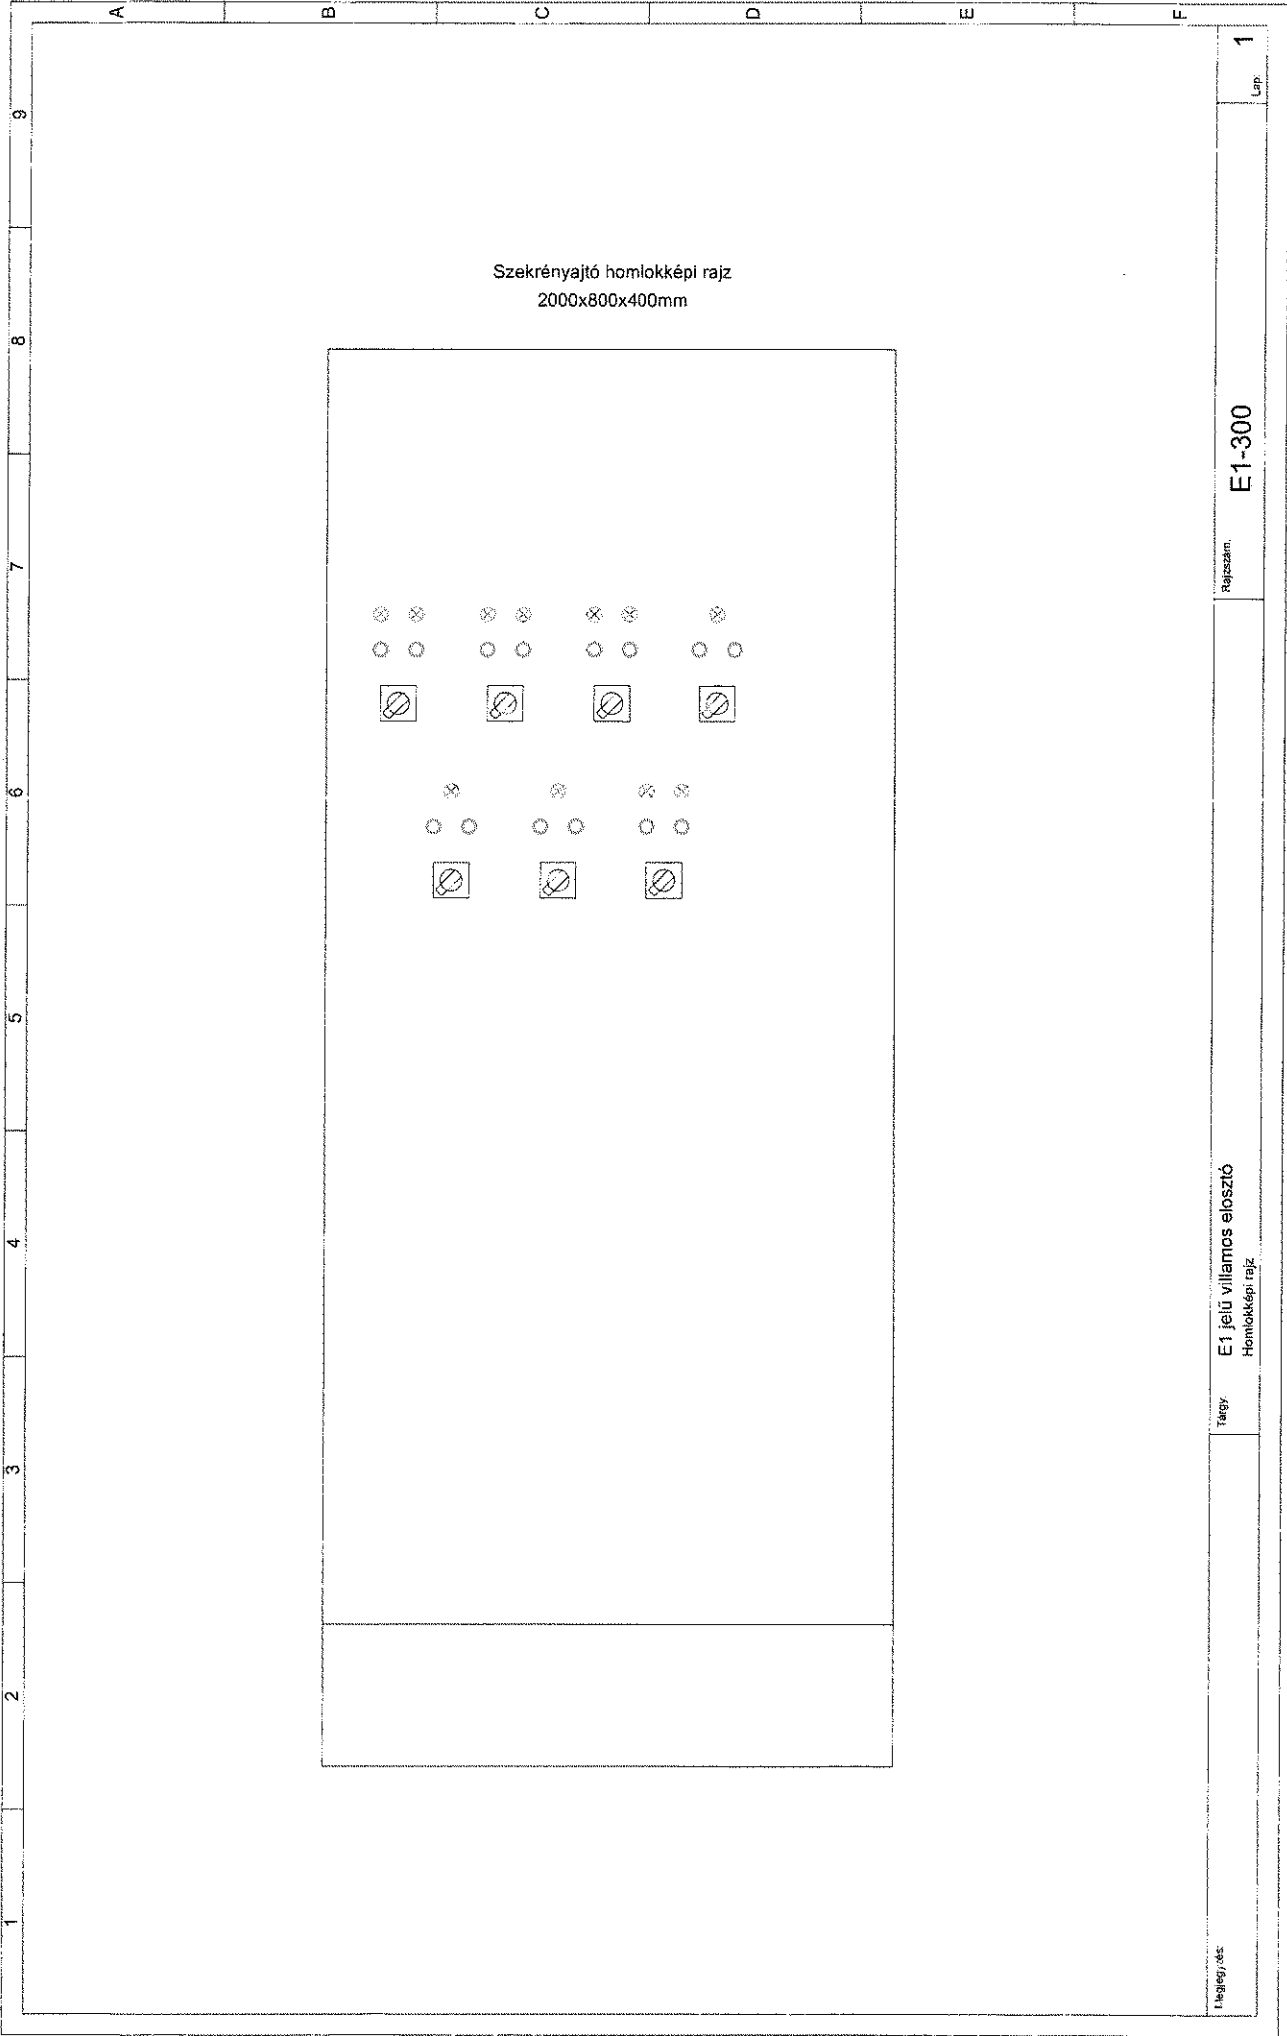 A
B
C
D
E
F
9
8
7
6
5
4
3
2
1
Szekrényajtó homlokképi rajz
2000x800x400mm
Megjegyzés:
Tárgy:
E1 jelű villamos elosztó
Homlokképi rajz
Rajzszám.
E1-300
Lap:
1